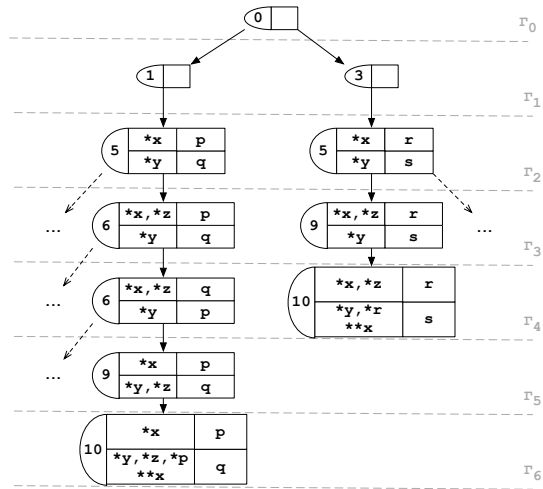 0
r0
1
3
r1
5 *x p
*y q
5 *x r
*y s
r2
...
6 *x,*z p
*y q
9 *x,*z r
*y s
...
r3
...
6 *x,*z q
*y p
10 *x,*z r
*y,*r s
**x
r4
...
9 *x p
*y,*z q
r5
10 *x p
*y,*z,*p q
**x
r6